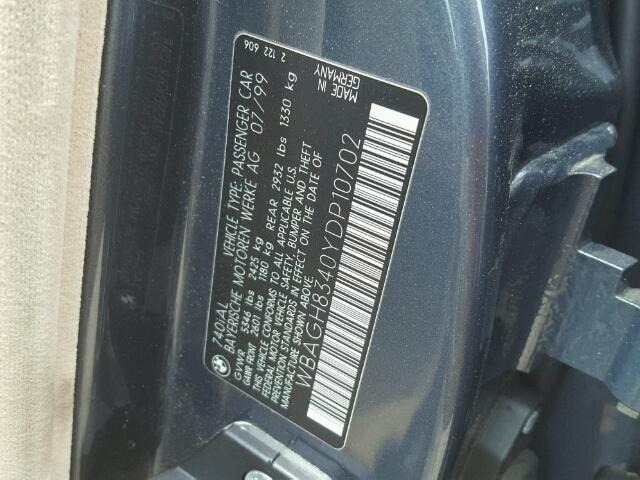 740iAL VEHICLE TYPE: PASSENGER CAR
BAYERISCHE MOTOREN WERKE AG 07/99
GVWR 5346 lbs 2425 kg
GAWR FRONT 2601 lbs 1180 kg REAR 2932 lbs 1330 kg
THIS VEHICLE CONFORMS TO ALL APPLICABLE U.S.
FEDERAL MOTOR VEHICLE SAFETY, BUMPER AND THEFT
PREVENTION STANDARDS IN EFFECT ON THE DATE OF
MANUFACTURE SHOWN ABOVE.
WBAGH8340YDP10702
MADE IN
GERMANY
2 122 606